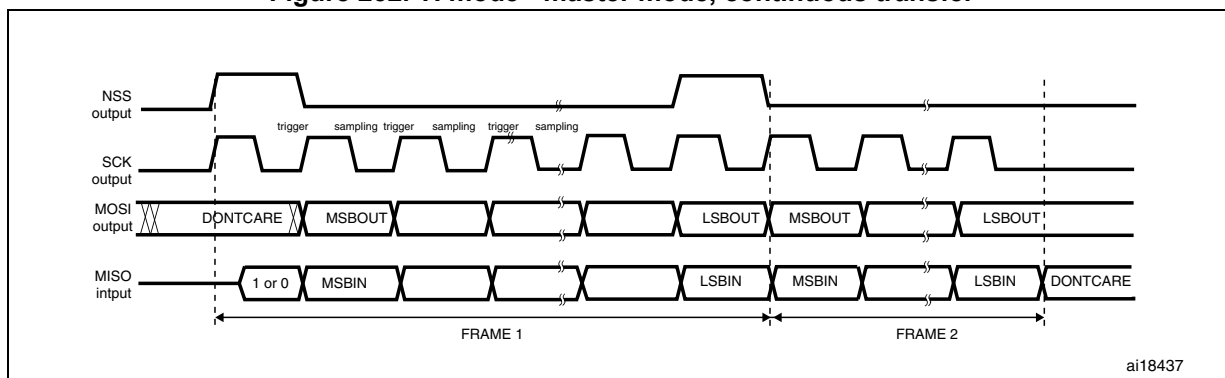 Figure 252. TI mode - master mode, continuous transfer
NSS
output
trigger sampling trigger sampling trigger sampling
SCK
output
MOSI
output
DONTCARE MSBOUT LSBOUT MSBOUT LSBOUT
MISO
intput
1 or 0 MSBIN LSBIN MSBIN LSBIN DONTCARE
FRAME 1 FRAME 2
ai18437